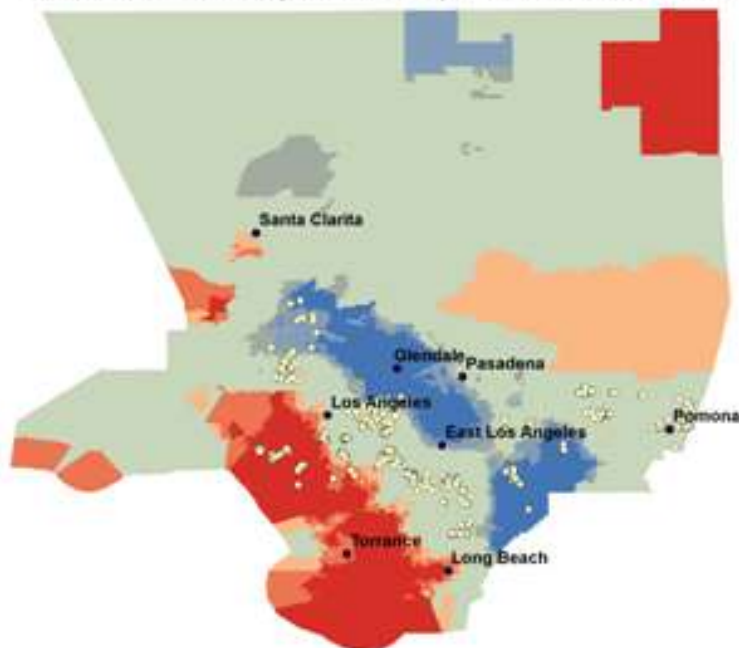 Santa Clarita
Glendale
Pasadena
Los Angeles
Pomona
East Los Angeles
Torrance
Long Beach